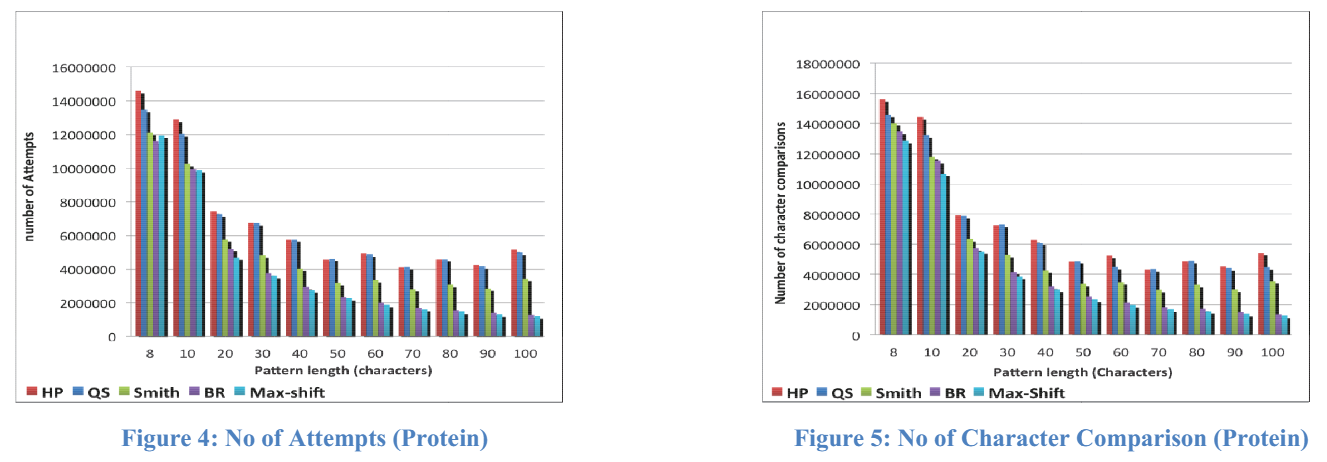 16000000
14000000
12000000
10000000
8000000
6000000
4000000
2000000
0
number of Attempts
8 10 20 30 40 50 60 70 80 90 100
Pattern length (characters)
HP QS Smith BR Max-shift
Figure 4: No of Attempts (Protein)
18000000
16000000
14000000
12000000
10000000
8000000
6000000
4000000
2000000
0
Number of character comparisons
8 10 20 30 40 50 60 70 80 90 100
Pattern length (Characters)
HP QS Smith BR Max-Shift
Figure 5: No of Character Comparison (Protein)